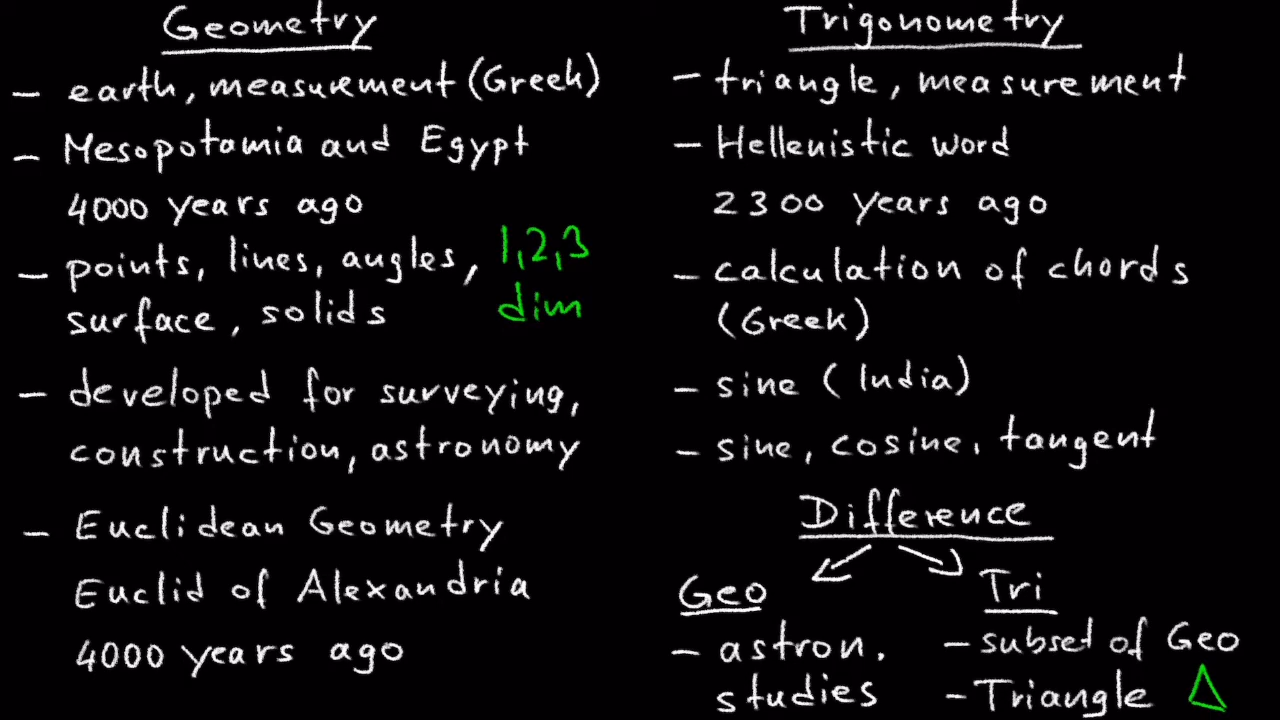 Geometry
- earth, measurement (Greek)
- Mesopotamia and Egypt
4000 years ago
- points, lines, angles, 1,2,3
surface, solids dim
- developed for surveying,
construction, astronomy
- Euclidean Geometry
Euclid of Alexandria
4000 years ago
Trigonometry
- triangle, measurement
- Hellenistic word
2300 years ago
- calculation of chords
(Greek)
- sine (India)
- sine, cosine, tangent
Difference
Geo
- astron.
studies
Tri
- subset of Geo
- Triangle